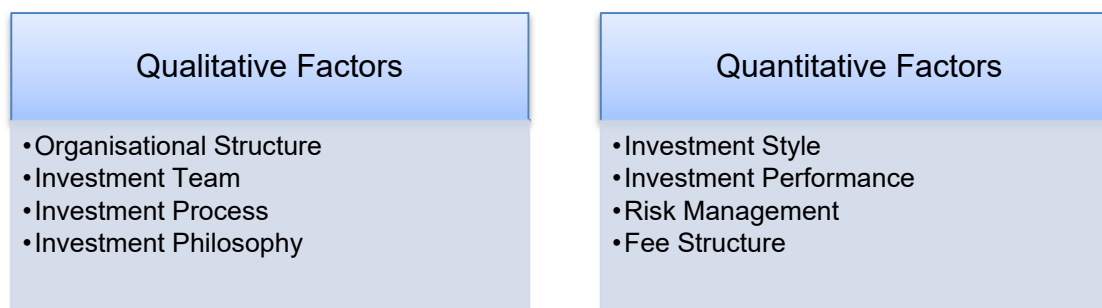 Qualitative Factors
•Organisational Structure
•Investment Team
•Investment Process
•Investment Philosophy
Quantitative Factors
•Investment Style
•Investment Performance
•Risk Management
•Fee Structure